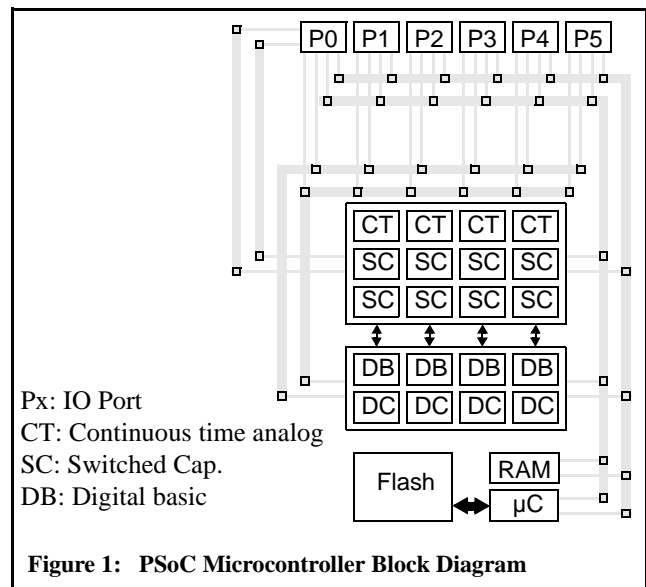 P0 P1 P2 P3 P4 P5
CT CT CT CT
SC SC SC SC
SC SC SC SC
DB DB DB DB
DC DC DC DC
Px: IO Port
CT: Continuous time analog
SC: Switched Cap.
DB: Digital basic
Flash
RAM
µC
Figure 1: PSoC Microcontroller Block Diagram